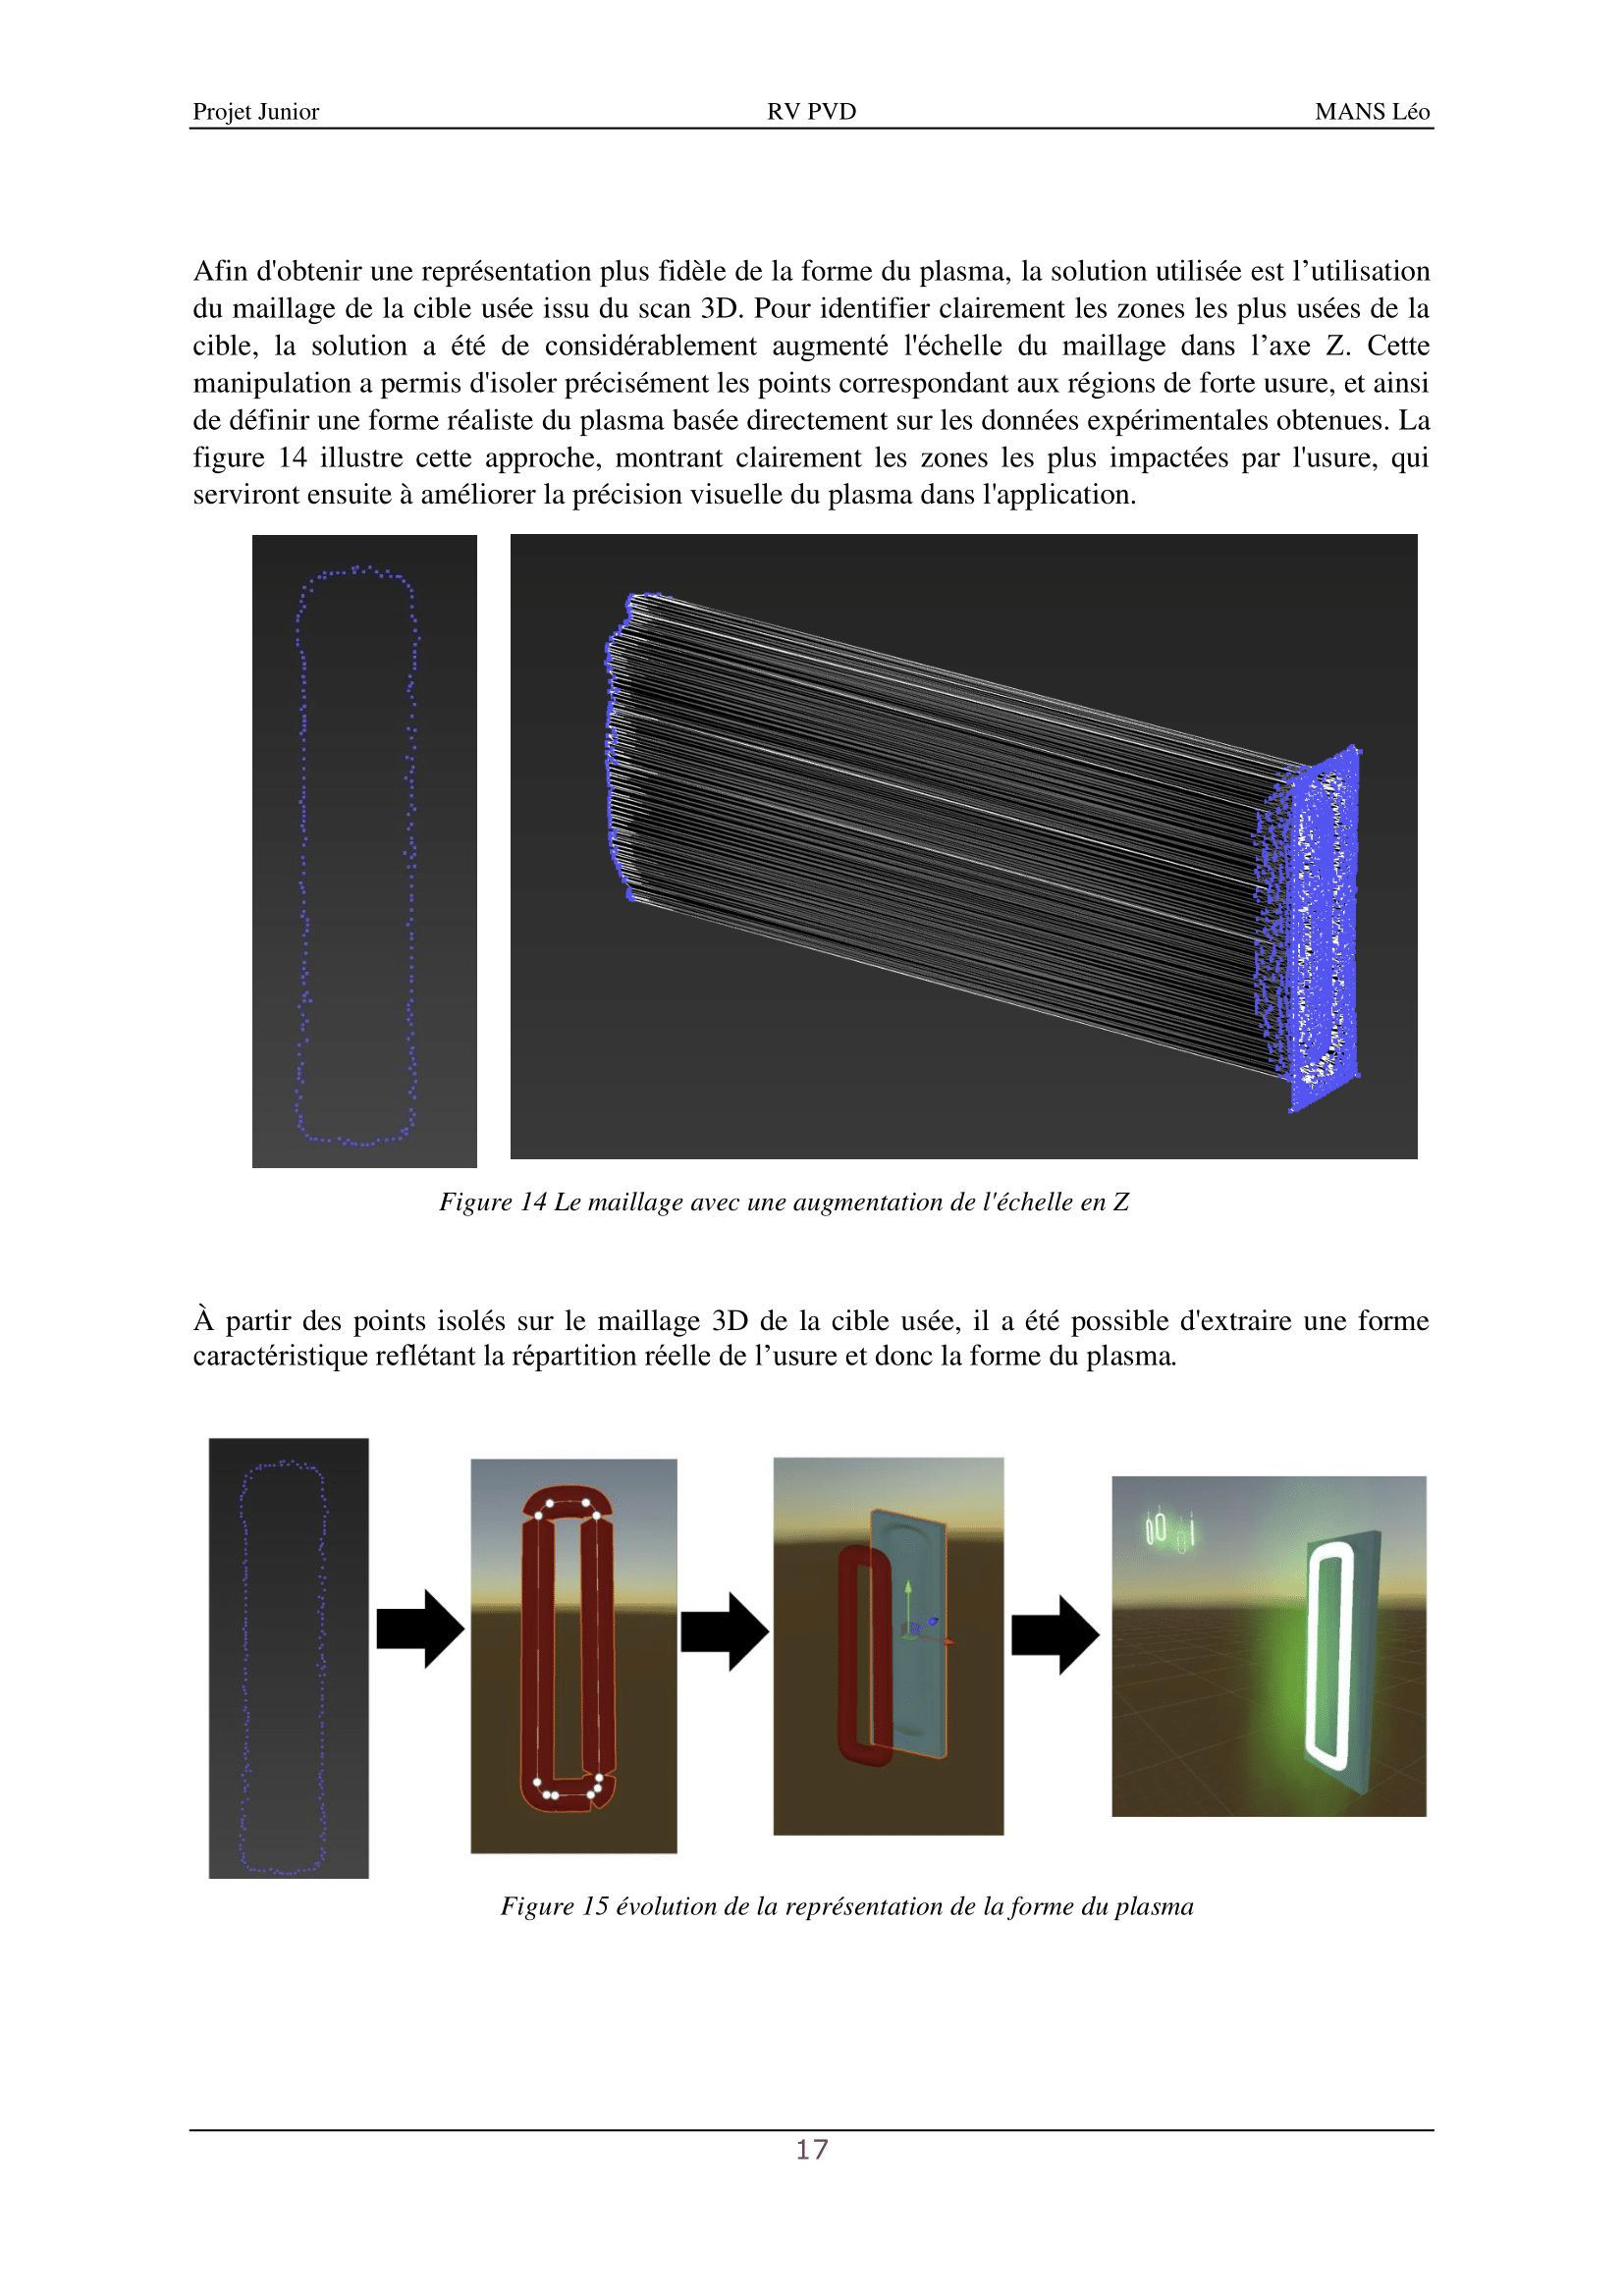 Projet Junior RV PVD MANS Léo
Afin d'obtenir une représentation plus fidèle de la forme du plasma, la solution utilisée est l’utilisation
du maillage de la cible usée issu du scan 3D. Pour identifier clairement les zones les plus usées de la
cible, la solution a été de considérablement augmenté l'échelle du maillage dans l’axe Z. Cette
manipulation a permis d'isoler précisément les points correspondant aux régions de forte usure, et ainsi
de définir une forme réaliste du plasma basée directement sur les données expérimentales obtenues. La
figure 14 illustre cette approche, montrant clairement les zones les plus impactées par l'usure, qui
serviront ensuite à améliorer la précision visuelle du plasma dans l'application.
Figure 14 Le maillage avec une augmentation de l'échelle en Z
À partir des points isolés sur le maillage 3D de la cible usée, il a été possible d'extraire une forme
caractéristique reflétant la répartition réelle de l’usure et donc la forme du plasma.
Figure 15 évolution de la représentation de la forme du plasma
17